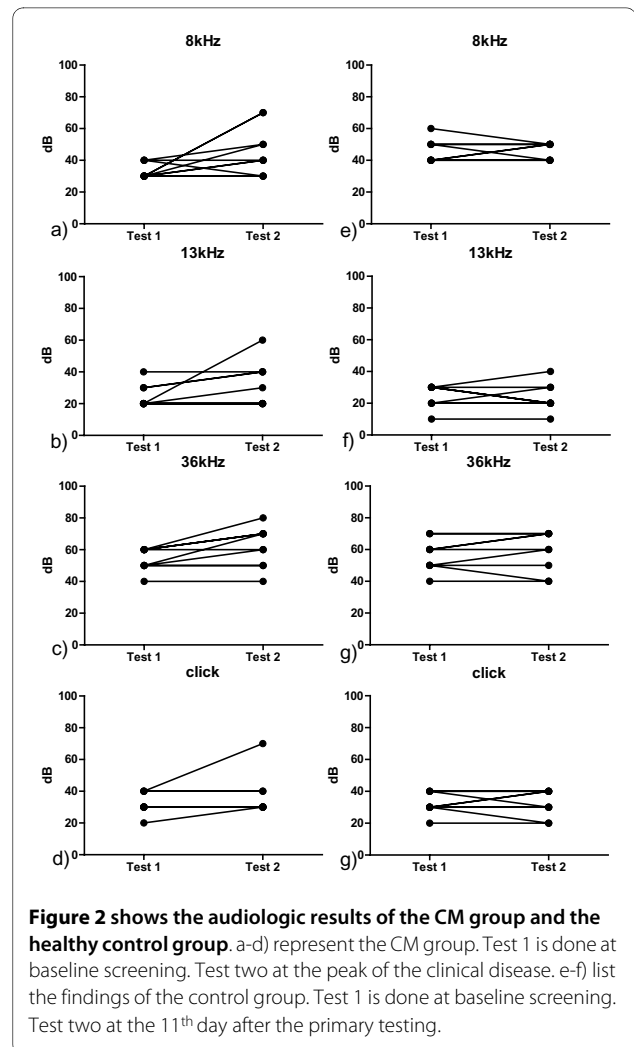 8kHz
100
80
60
40
20
0
dB
a)
Test 1
Test 2
8kHz
100
80
60
40
20
0
dB
e)
Test 1
Test 2
13kHz
100
80
60
40
20
0
dB
b)
Test 1
Test 2
13kHz
100
80
60
40
20
0
dB
f)
Test 1
Test 2
36kHz
100
80
60
40
20
0
dB
c)
Test 1
Test 2
36kHz
100
80
60
40
20
0
dB
g)
Test 1
Test 2
click
100
80
60
40
20
0
dB
d)
Test 1
Test 2
click
100
80
60
40
20
0
dB
g)
Test 1
Test 2
Figure 2 shows the audiologic results of the CM group and the
healthy control group. a-d) represent the CM group. Test 1 is done at
baseline screening. Test two at the peak of the clinical disease. e-f) list
the findings of the control group. Test 1 is done at baseline screening.
Test two at the 11th day after the primary testing.